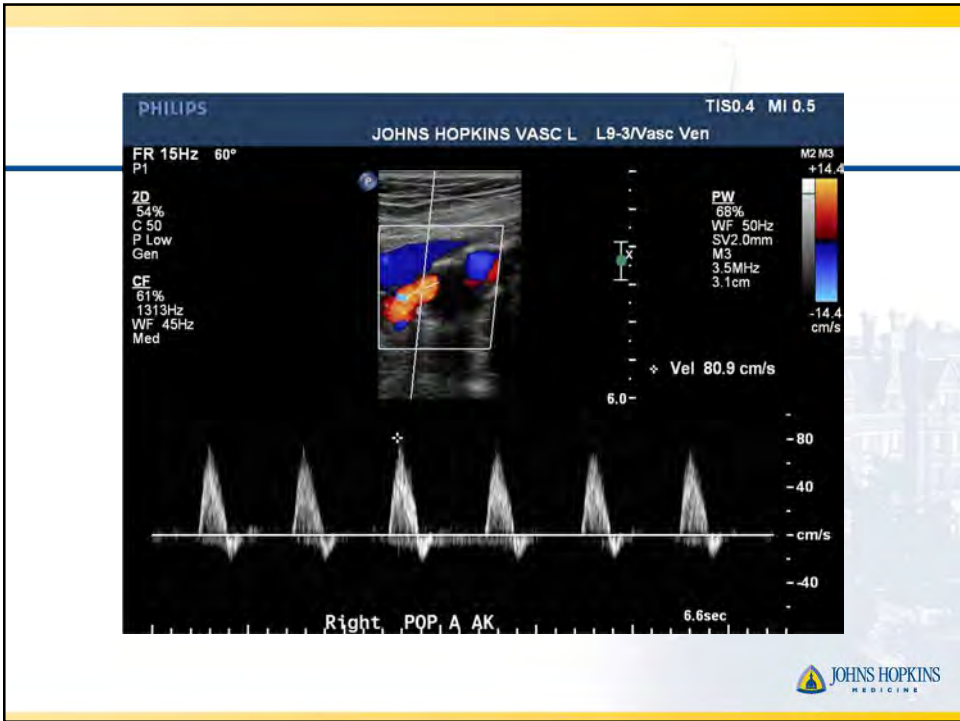 PHILIPS
TIS0.4 MI 0.5
JOHNS HOPKINS VASC L L9-3/Vasc Ven
FR 15Hz 60°
P1
2D
54%
C 50
P Low
Gen
CF
61%
1313Hz
WF 45Hz
Med
P
x
PW
68%
WF 50Hz
SV2.0mm
M3
3.5MHz
3.1cm
M2 M3
+14.4
-14.4
cm/s
Vel 80.9 cm/s
6.0
80
40
cm/s
-40
6.6sec
Right POP A AK
JOHNS HOPKINS
MEDICINE